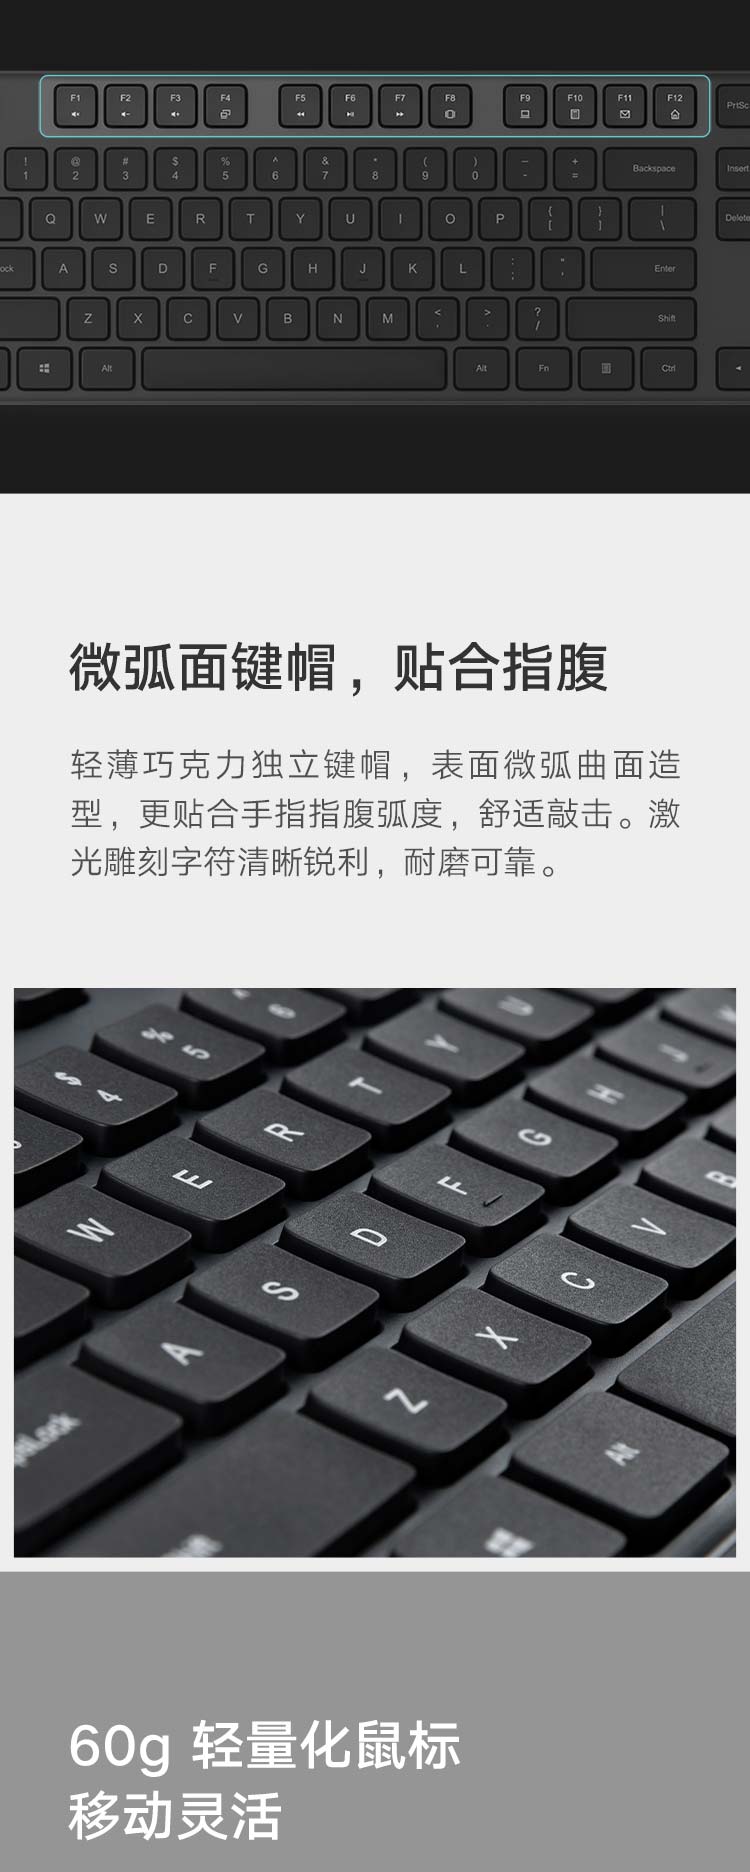 F1 F2 F3 F4 F5 F6 F7 F8 F9 F10 F11 F12 PrtSc
! @ # $ % ^ & * ( ) _ + Backspace Insert
1 2 3 4 5 6 7 8 9 0 - =
Q W E R T Y U I O P { [ } ] | \ Delete
ock A S D F G H J K L : ; " ' Enter
Z X C V B N M < , > . ? / Shift
Alt Alt Fn Ctrl
微弧面键帽，贴合指腹
轻薄巧克力独立键帽，表面微弧曲面造
型，更贴合手指指腹弧度，舒适敲击。激
光雕刻字符清晰锐利，耐磨可靠。
% 5 6 Y U
$ 4 R T H J
W E F G B
A S D C V
Z X Alt
60g 轻量化鼠标
移动灵活